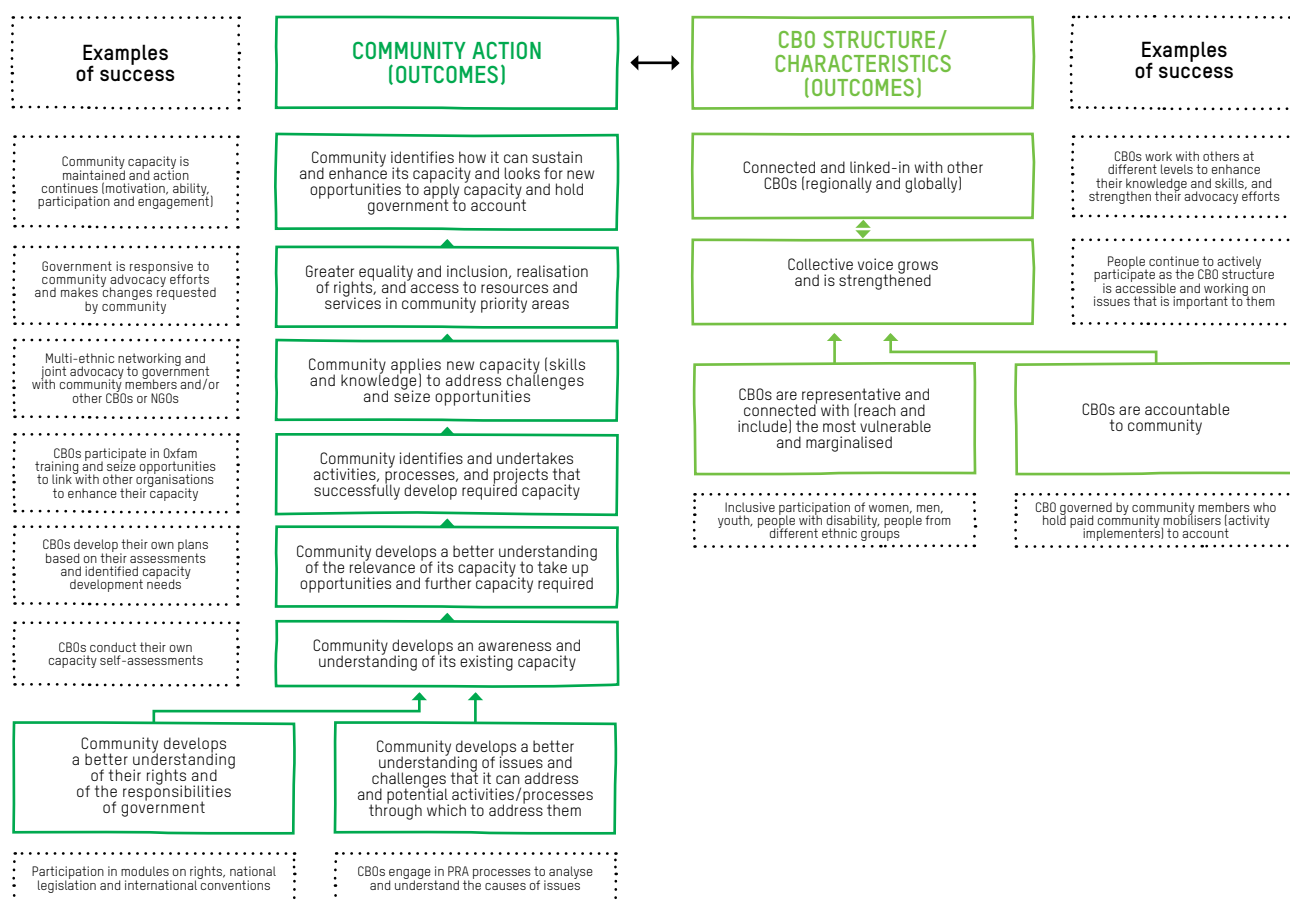 Examples
of success
COMMUNITY ACTION
(OUTCOMES)
CBO STRUCTURE/
CHARACTERISTICS
(OUTCOMES)
Examples
of success
Community capacity is
maintained and action
continues (motivation, ability,
participation and engagement)
Community identifies how it can sustain
and enhance its capacity and looks for new
opportunities to apply capacity and hold
government to account
Connected and linked-in with other
CBOs (regionally and globally)
CBOs work with others at
different levels to enhance
their knowledge and skills, and
strengthen their advocacy efforts
Government is responsive to
community advocacy efforts
and makes changes requested
by community
Greater equality and inclusion, realisation
of rights, and access to resources and
services in community priority areas
Collective voice grows
and is strengthened
People continue to actively
participate as the CBO structure
is accessible and working on
issues that is important to them
Multi-ethnic networking and
joint advocacy to government
with community members and/or
other CBOs or NGOs
Community applies new capacity (skills
and knowledge) to address challenges
and seize opportunities
CBOs are representative and
connected with (reach and
include) the most vulnerable
and marginalised
CBOs are accountable
to community
CBOs participate in Oxfam
training and seize opportunities
to link with other organisations
to enhance their capacity
Community identifies and undertakes
activities, processes, and projects that
successfully develop required capacity
Inclusive participation of women, men,
youth, people with disability, people from
different ethnic groups
CBO governed by community members who
hold paid community mobilisers (activity
implementers) to account
CBOs develop their own plans
based on their assessments
and identified capacity
development needs
Community develops a better understanding
of the relevance of its capacity to take up
opportunities and further capacity required
CBOs conduct their own
capacity self-assessments
Community develops an awareness and
understanding of its existing capacity
Community develops
a better understanding
of their rights and
of the responsibilities
of government
Community develops a better
understanding of issues and
challenges that it can address
and potential activities/processes
through which to address them
Participation in modules on rights, national
legislation and international conventions
CBOs engage in PRA processes to analyse
and understand the causes of issues